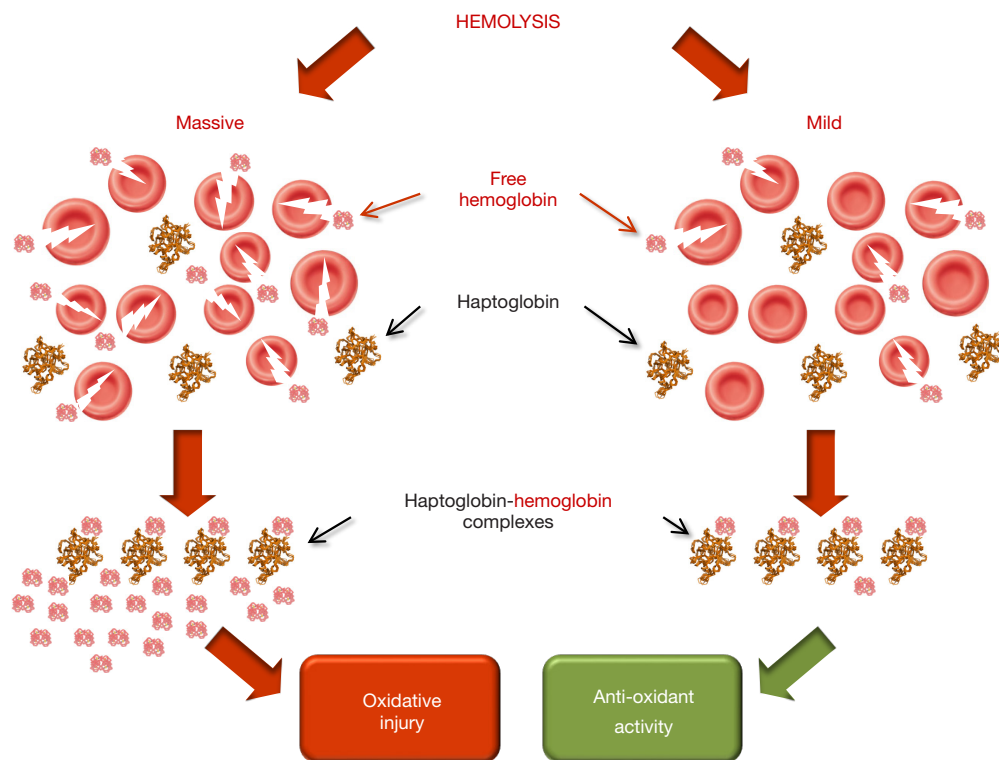 HEMOLYSIS
Massive
Mild
Free
hemoglobin
Haptoglobin
Haptoglobin-hemoglobin
complexes
Oxidative
injury
Anti-oxidant
activity